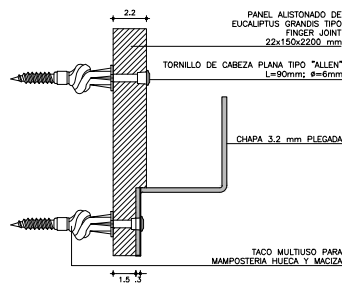 2.2
PANEL ALISTONADO DE
EUCALIPTUS GRANDIS TIPO
FINGER JOINT
22x150x2200 mm
TORNILLO DE CABEZA PLANA TIPO "ALLEN"
L=90mm; ø=6mm
CHAPA 3.2 mm PLEGADA
TACO MULTIUSO PARA
MAMPOSTERIA HUECA Y MACIZA
1.5 .3